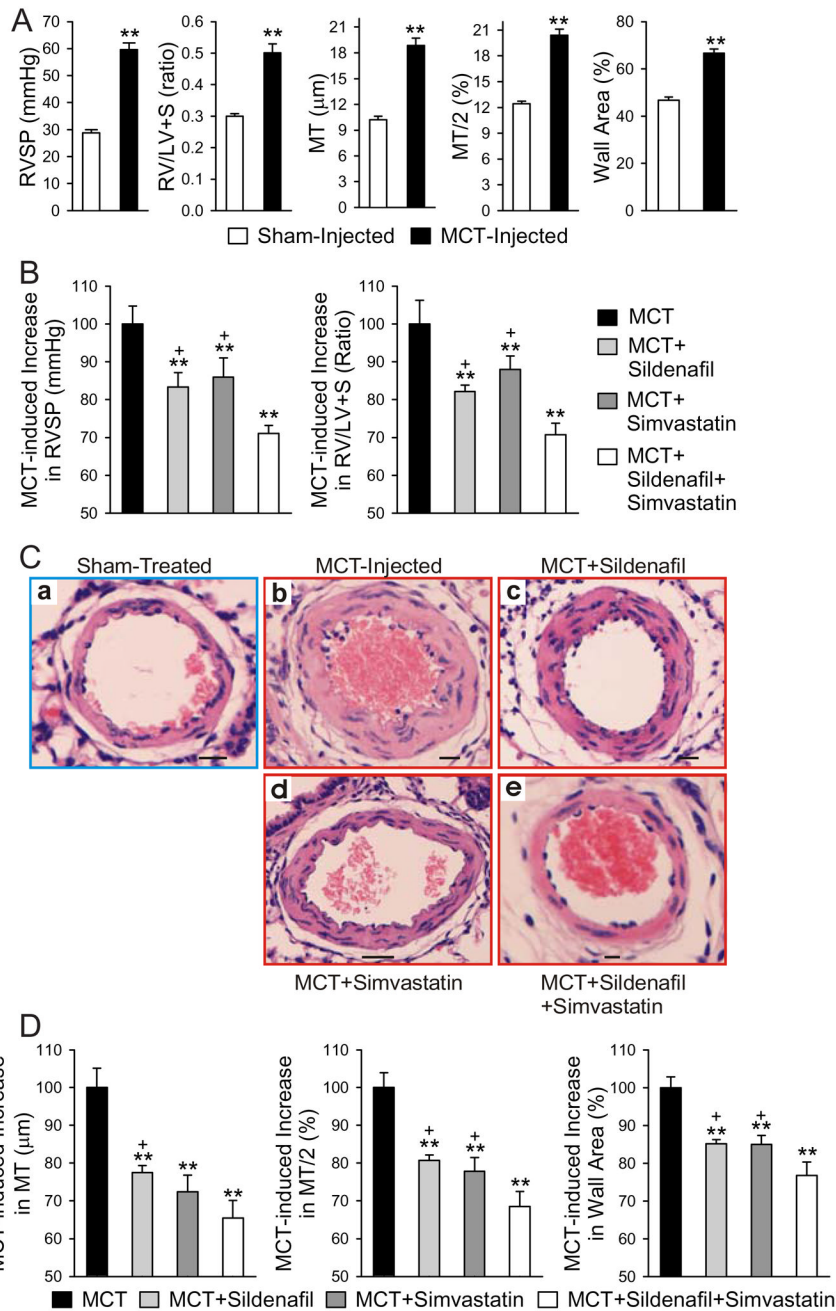 A
RVSP (mmHg)
70
60
50
40
30
20
10
0
**
RV/LV+S (ratio)
0.6
0.5
0.4
0.3
0.2
0.1
0.0
**
MT (μm)
21
18
15
12
9
6
3
0
**
MT/2 (%)
21
18
15
12
9
6
3
0
**
Wall Area (%)
80
60
40
20
0
**
Sham-Injected
MCT-Injected
B
MCT-induced Increase
in RVSP (mmHg)
110
100
90
80
70
60
50
+
**
+
**
**
MCT-induced Increase
in RV/LV+S (Ratio)
110
100
90
80
70
60
50
+
**
+
**
**
MCT
MCT+
Sildenafil
MCT+
Simvastatin
MCT+
Sildenafil+
Simvastatin
C
Sham-Treated
MCT-Injected
MCT+Sildenafil
a
b
c
d
e
MCT+Simvastatin
MCT+Sildenafil
+Simvastatin
D
MCT-induced Increase
in MT (μm)
110
100
90
80
70
60
50
+
**
**
**
MCT-induced Increase
in MT/2 (%)
110
100
90
80
70
60
50
+
**
+
**
**
MCT-induced Increase
in Wall Area (%)
110
100
90
80
70
60
50
+
**
+
**
**
MCT
MCT+Sildenafil
MCT+Simvastatin
MCT+Sildenafil+Simvastatin